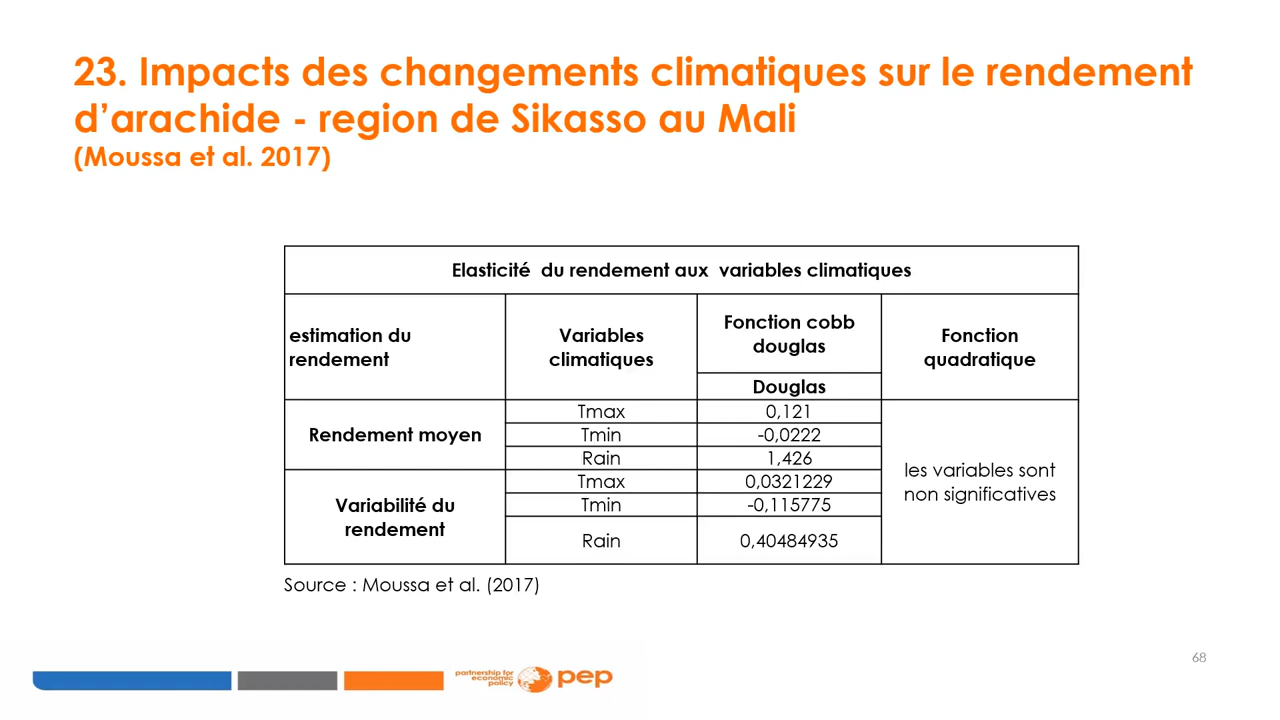 23. Impacts des changements climatiques sur le rendement
d’arachide - region de Sikasso au Mali
(Moussa et al. 2017)
Elasticité du rendement aux variables climatiques
estimation du
rendement
Variables
climatiques
Fonction cobb
douglas
Douglas
Fonction
quadratique
Rendement moyen
Tmax
0,121
Tmin
-0,0222
Rain
1,426
Variabilité du
rendement
Tmax
0,0321229
Tmin
-0,115775
Rain
0,40484935
les variables sont
non significatives
Source : Moussa et al. (2017)
68
partnership for
economic
policy
pep